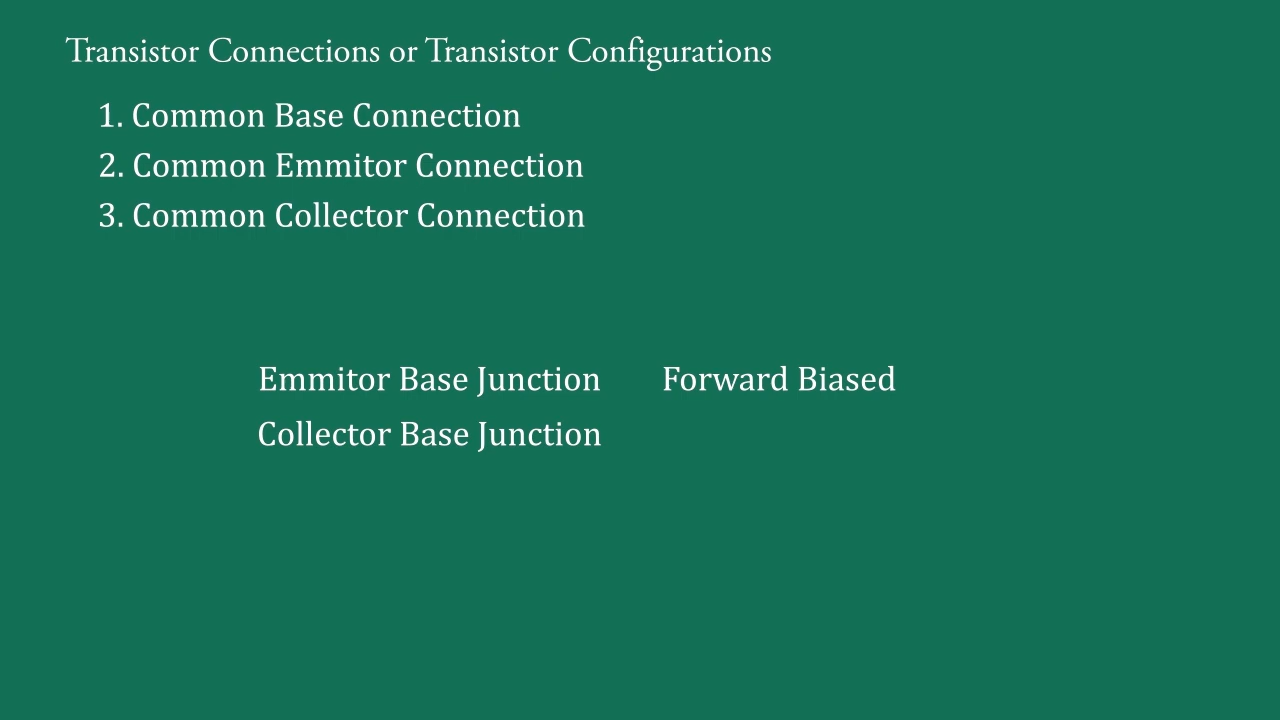 Transistor Connections or Transistor Configurations
1. Common Base Connection
2. Common Emmitor Connection
3. Common Collector Connection
Emmitor Base Junction Forward Biased
Collector Base Junction